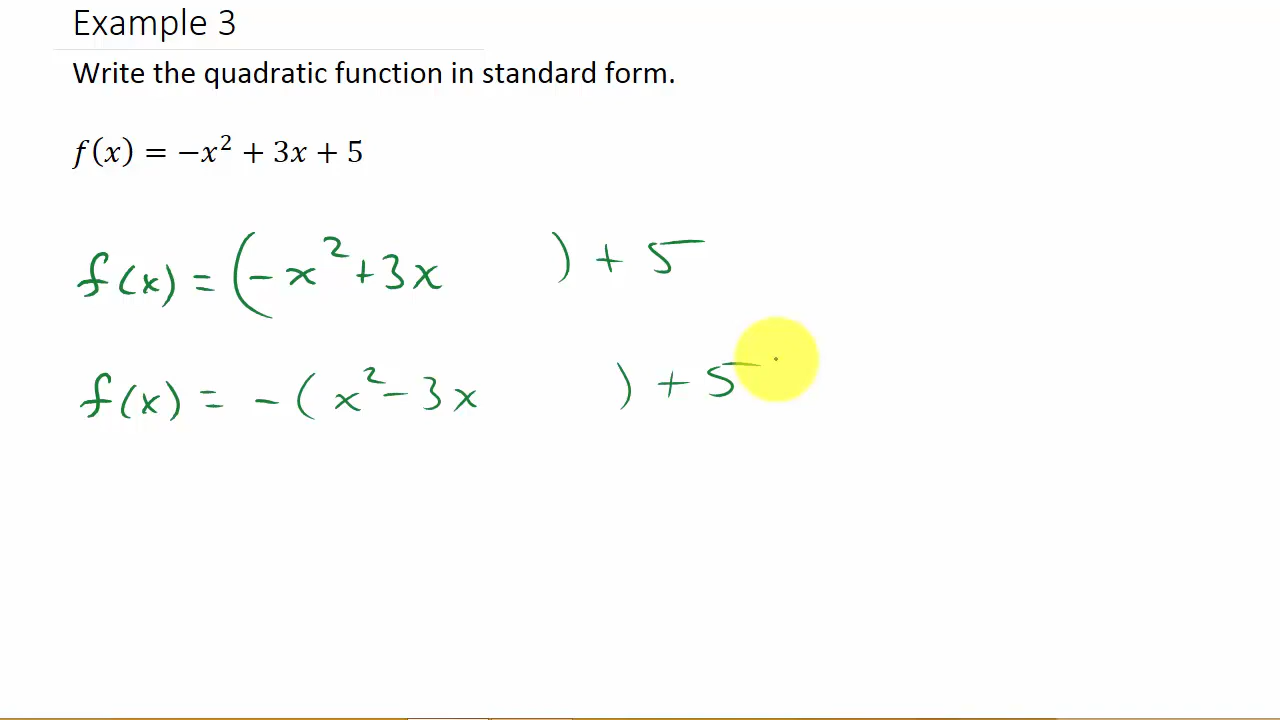 Example 3
Write the quadratic function in standard form.
f(x) = −x² + 3x + 5
f(x) = (−x² + 3x ) + 5
f(x) = −( x² − 3x ) + 5